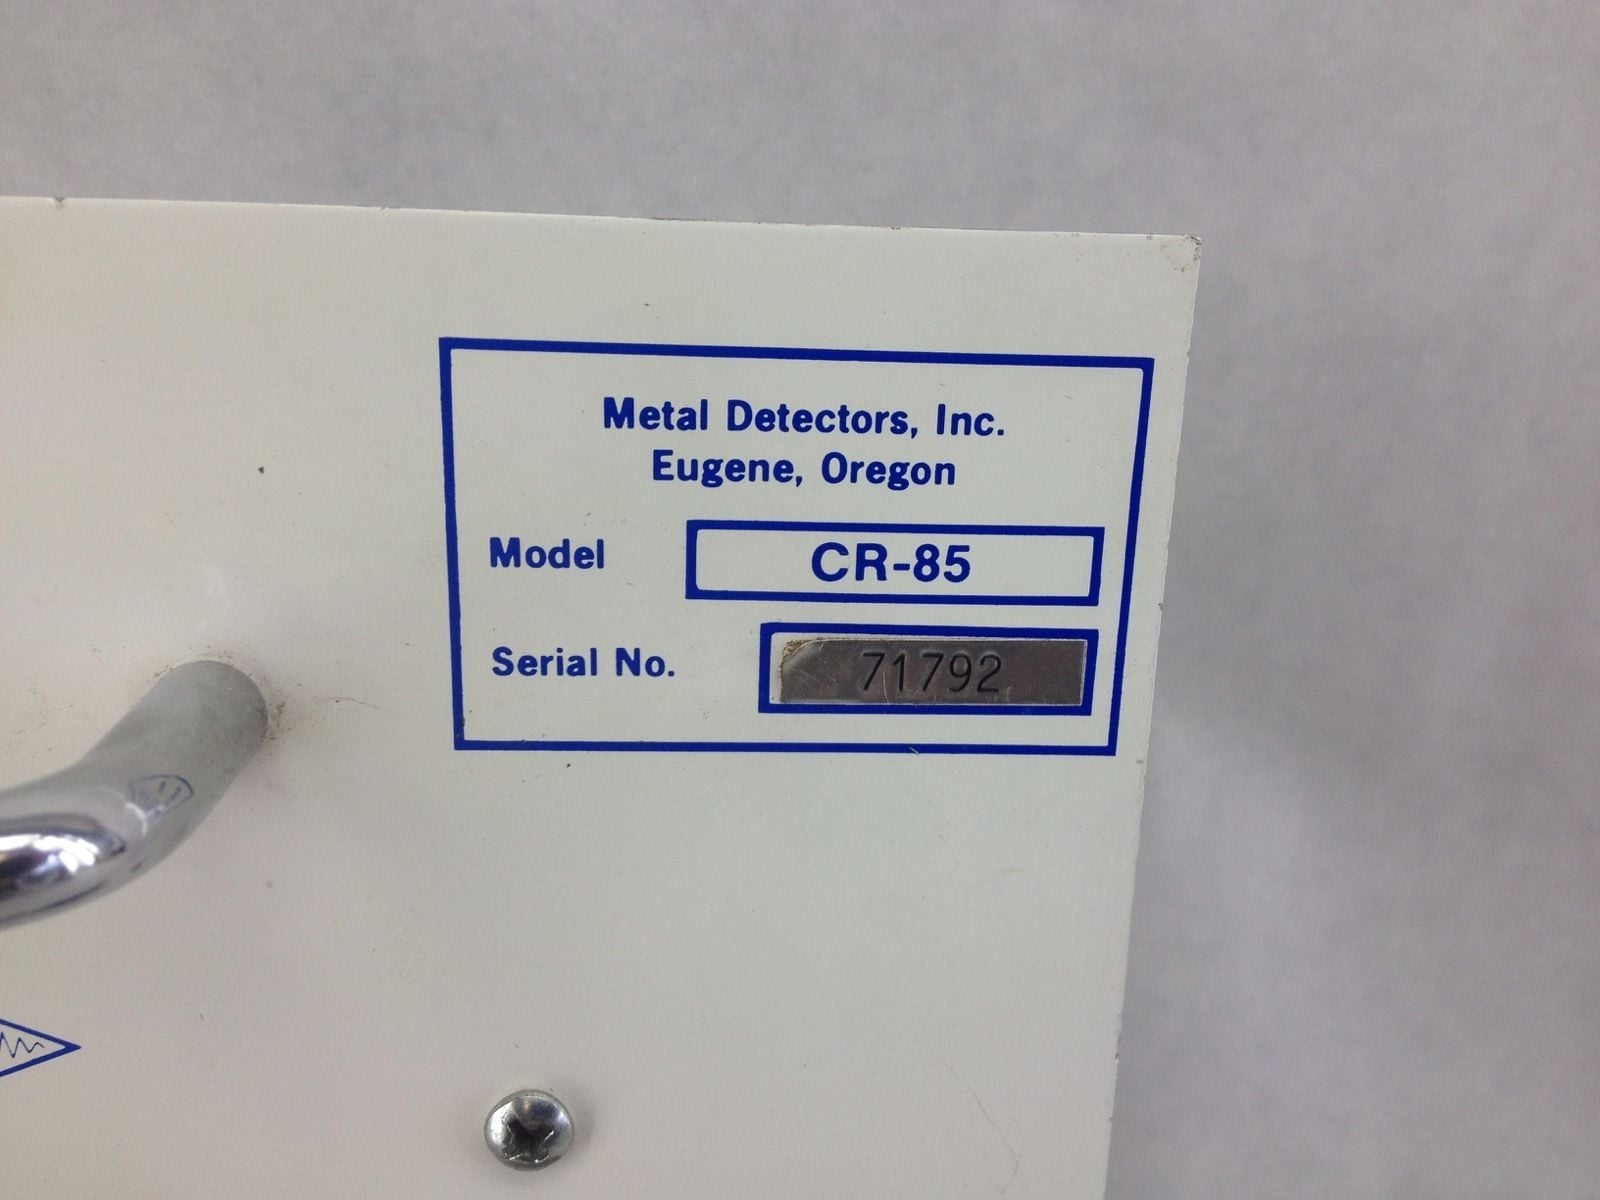 Metal Detectors, Inc.
Eugene, Oregon
Model CR-85
Serial No. 71792